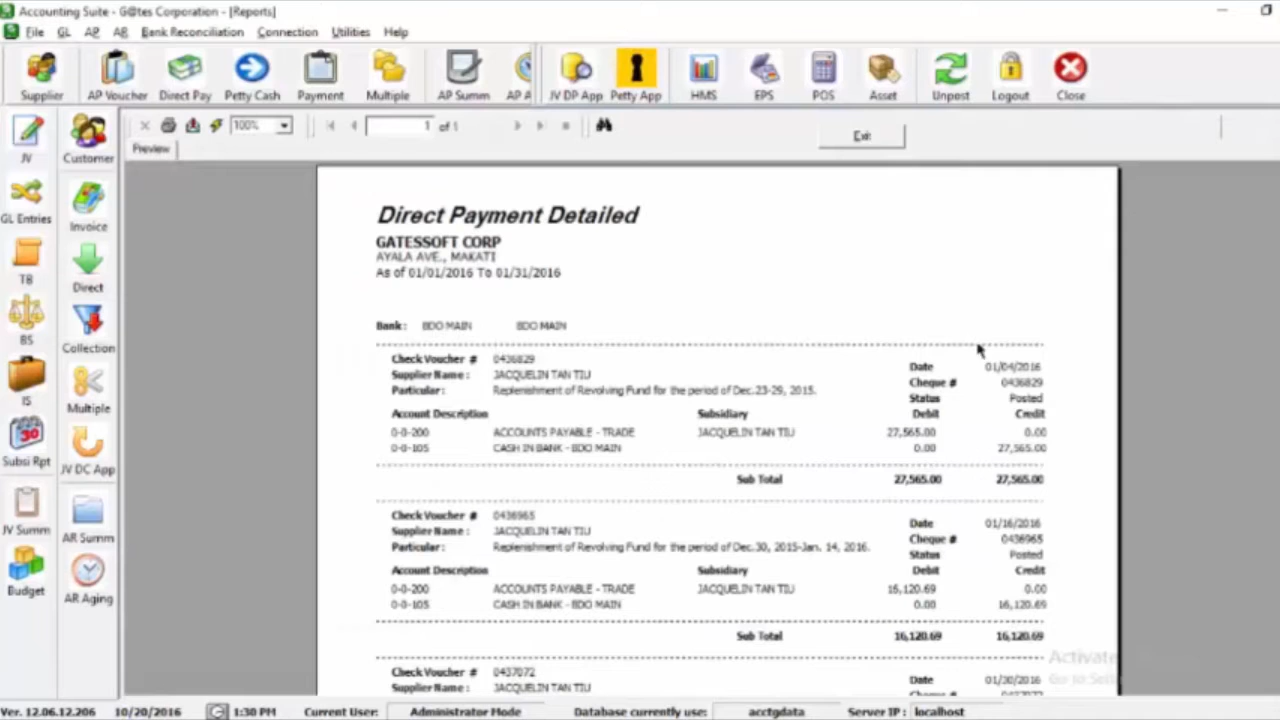 Accounting Suite - G@tes Corporation - [Reports]
File GL AP AR Bank Reconciliation Connection Utilities Help
Supplier AP Voucher Direct Pay Petty Cash Payment Multiple AP Summ AP A JV DP App Petty App HMS EPS POS Asset Unpost Logout Close
JV Customer
100% 1 of 1 Exit
Preview
GL Entries Invoice
TB Direct
BS Collection
IS Multiple
Subsi Rpt JV DC App
JV Summ AR Summ
Budget AR Aging
Direct Payment Detailed
GATESSOFT CORP
AYALA AVE., MAKATI
As of 01/01/2016 To 01/31/2016
Bank : BDO MAIN BDO MAIN
Check Voucher # 0436829
Date 01/04/2016
Supplier Name : JACQUELIN TAN TIU
Cheque # 0436829
Particular : Replenishment of Revolving Fund for the period of Dec.23-29, 2015.
Status Posted
Account Description Subsidiary Debit Credit
0-0-200 ACCOUNTS PAYABLE - TRADE JACQUELIN TAN TIU 27,565.00 0.00
0-0-105 CASH IN BANK - BDO MAIN 0.00 27,565.00
Sub Total 27,565.00 27,565.00
Check Voucher # 0436965
Date 01/16/2016
Supplier Name : JACQUELIN TAN TIU
Cheque # 0436965
Particular : Replenishment of Revolving Fund for the period of Dec.30, 2015-Jan. 14, 2016.
Status Posted
Account Description Subsidiary Debit Credit
0-0-200 ACCOUNTS PAYABLE - TRADE JACQUELIN TAN TIU 16,120.69 0.00
0-0-105 CASH IN BANK - BDO MAIN 0.00 16,120.69
Sub Total 16,120.69 16,120.69
Activate
Check Voucher # 0437072
Date 01/30/2016
Go to
Supplier Name : JACQUELIN TAN TIU
Ver. 12.06.12.206 10/20/2016 1:30 PM Current User: Administrator Mode Database currently use: acctgdata Server IP : localhost